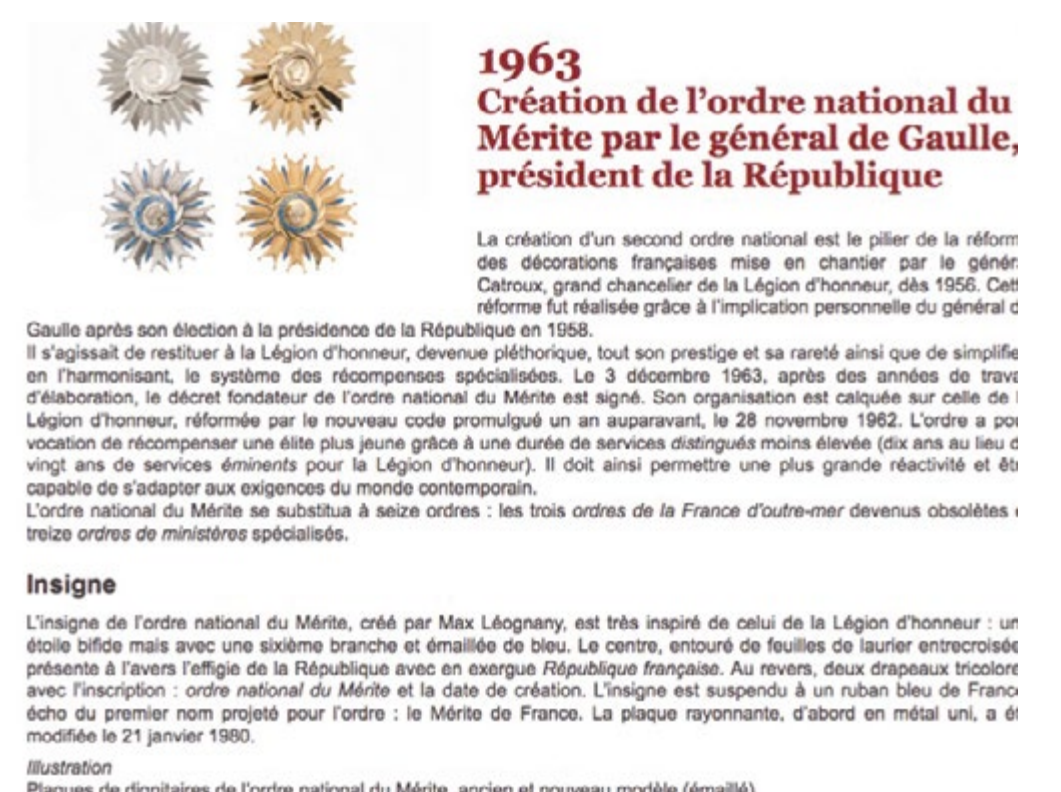 1963
Création de l'ordre national du
Mérite par le général de Gaulle,
président de la République
La création d'un second ordre national est le pilier de la
des décorations françaises mise en chantier par le
Catroux, grand chancelier de la Légion d'honneur, dès 1956.
réforme fut réalisée grâce à l'implication personnelle du général
Gaulle après son élection à la présidence de la République en 1958.
Il s'agissait de restituer à la Légion d'honneur, devenue pléthorique, tout son prestige et sa rareté ainsi que de
en l'harmonisant, le système des récompenses spécialisées. Le 3 décembre 1963, après des années de
d'élaboration, le décret fondateur de l'ordre national du Mérite est signé. Son organisation est calquée sur celle de
Légion d'honneur, réformée par le nouveau code promulgué un an auparavant, le 28 novembre 1962. L'ordre a
vocation de récompenser une élite plus jeune grâce à une durée de services distingués moins élevée (dix ans au lieu
vingt ans de services éminents pour la Légion d'honneur). Il doit ainsi permettre une plus grande réactivité et
capable de s'adapter aux exigences du monde contemporain.
L'ordre national du Mérite se substitua à seize ordres : les trois ordres de la France d'outre-mer devenus obsolètes
treize ordres de ministères spécialisés.
Insigne
L'insigne de l'ordre national du Mérite, créé par Max Léognany, est très inspiré de celui de la Légion d'honneur :
étoile bifide mais avec une sixième branche et émaillée de bleu. Le centre, entouré de feuilles de laurier
présente à l'avers l'effigie de la République avec en exergue République française. Au revers, deux drapeaux
avec l'inscription : ordre national du Mérite et la date de création. L'insigne est suspendu à un ruban bleu de
écho du premier nom projeté pour l'ordre : le Mérite de France. La plaque rayonnante, d'abord en métal uni, a
modifiée le 21 janvier 1980.
Illustration
Plaques de dignitaires de l'ordre national du Mérite, ancien et nouveau modèle (émaillé)